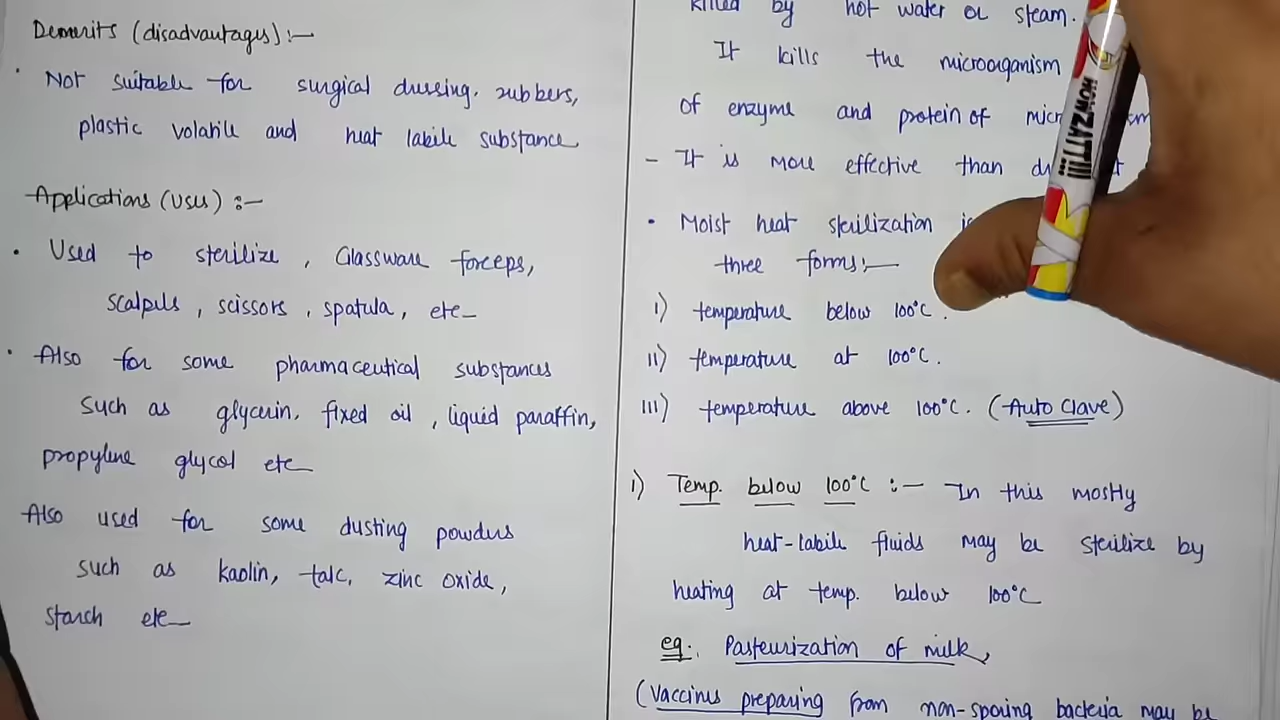 Demerits (disadvantages) :-
• Not suitable for surgical dressing, rubbers,
plastic volatile and heat labile substance
Applications (uses) :-
• Used to sterilize, Glassware forceps,
scalpels, scissors, spatula, etc
• Also for some pharmaceutical substances
such as glycerin, fixed oil, liquid paraffin,
propylene glycol etc
Also used for some dusting powders
such as kaolin, talc, zinc oxide,
starch etc
killed by hot water or steam.
It kills the microorganism
of enzyme and protein of
- It is more effective than
• Moist heat sterilization
three forms:-
i) temperature below 100°C.
ii) temperature at 100°C.
iii) temperature above 100°C. (Auto Clave)
i) Temp. below 100°C :- In this mostly
heat-labile fluids may be sterilize by
heating at temp. below 100°C
eg:. Pasteurization of milk,
(Vaccines preparing from non-sporing bacteria may be
HOWZATT!!!...